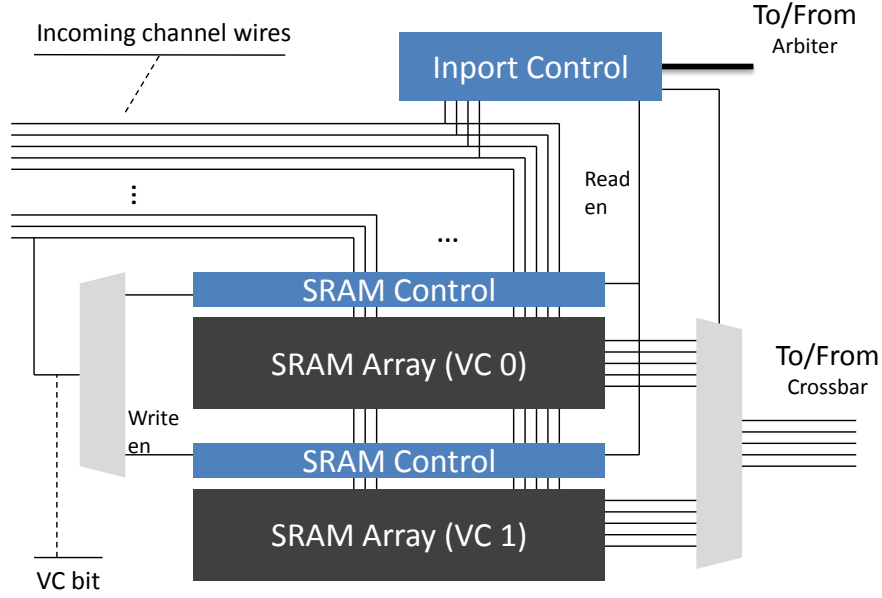 Incoming channel wires
To/From
Arbiter
Inport Control
Read
en
...
...
SRAM Control
SRAM Array (VC 0)
To/From
Crossbar
Write
en
SRAM Control
SRAM Array (VC 1)
VC bit